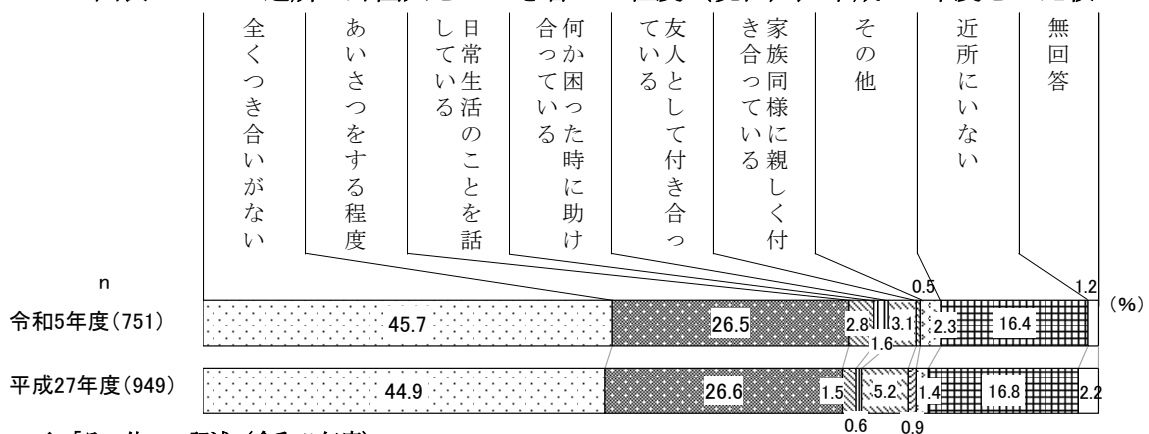 全くつき合いがない
あいさつをする程度
日常生活のことを話
している
何か困った時に助け
合っている
友人として付き合っ
ている
家族同様に親しく付
き合っている
その他
近所にいない
無回答
n
(%)
令和5年度(751)
45.7
26.5
2.8
1.6
3.1
0.5
2.3
16.4
1.2
平成27年度(949)
44.9
26.6
1.5
0.6
5.2
0.9
1.4
16.8
2.2